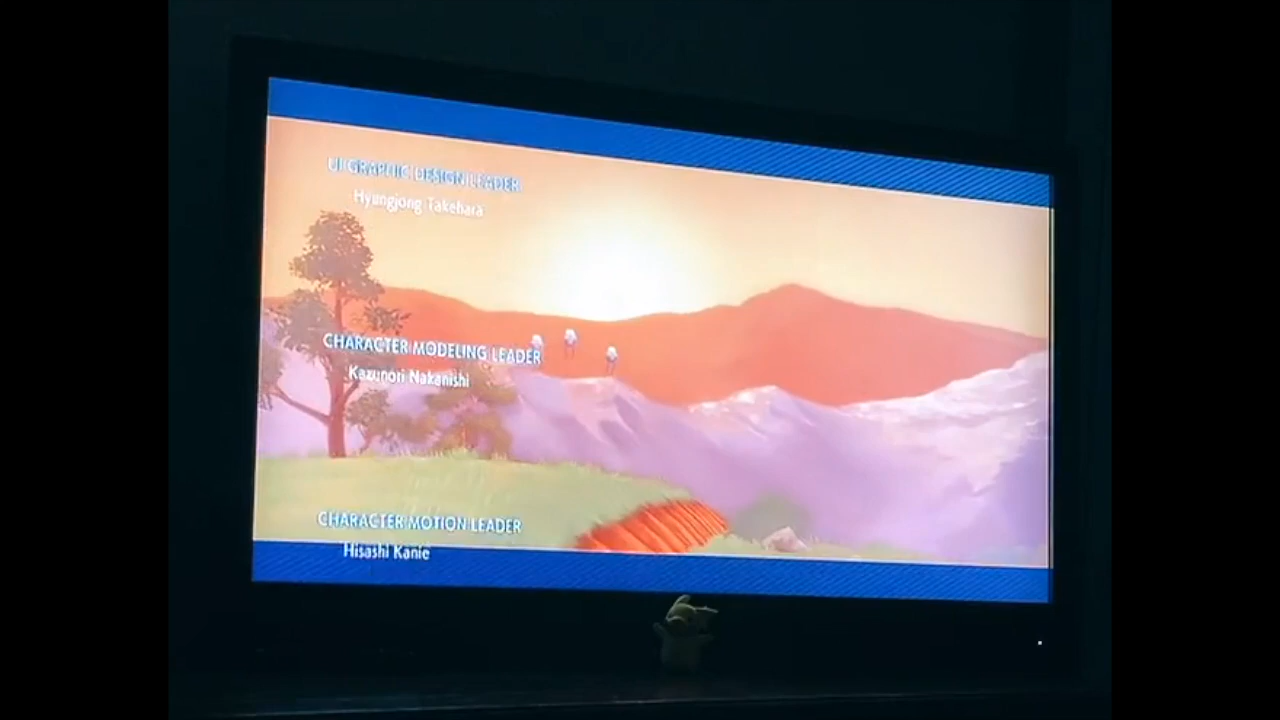 UI GRAPHIC DESIGN LEADER
Hyungjong Takehara
CHARACTER MODELING LEADER
Kazunori Nakanishi
CHARACTER MOTION LEADER
Hisashi Kanie